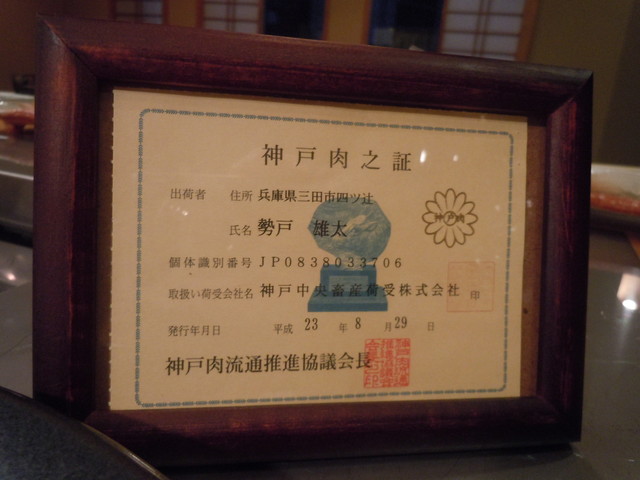 神戸肉之証
出荷者 住所 兵庫県三田市四ツ辻
氏名 勢戸 雄太
神戸肉
個体識別番号 JP0838033706
取扱い荷受会社名 神戸中央畜産荷受株式会社 印
発行年月日 平成 23 年 8 月 29 日
神戸肉流通推進協議会長